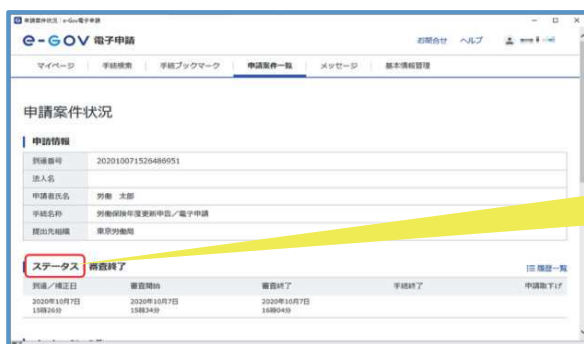 申請案件状況 | e-Gov電子申請
e-GOV 電子申請
お問合せ ヘルプ
マイページ 手続検索 手続ブックマーク 申請案件一覧 メッセージ 基本情報管理
申請案件状況
申請情報
到達番号 202010071526486951
法人名
申請者氏名 労働 太郎
手続名称 労働保険年度更新申告／電子申請
提出先組織 東京労働局
ステータス 審査終了
履歴一覧
到達／補正日 審査開始 審査終了 手続終了 申請取下げ
2020年10月7日 2020年10月7日 2020年10月7日
15時26分 15時34分 16時04分